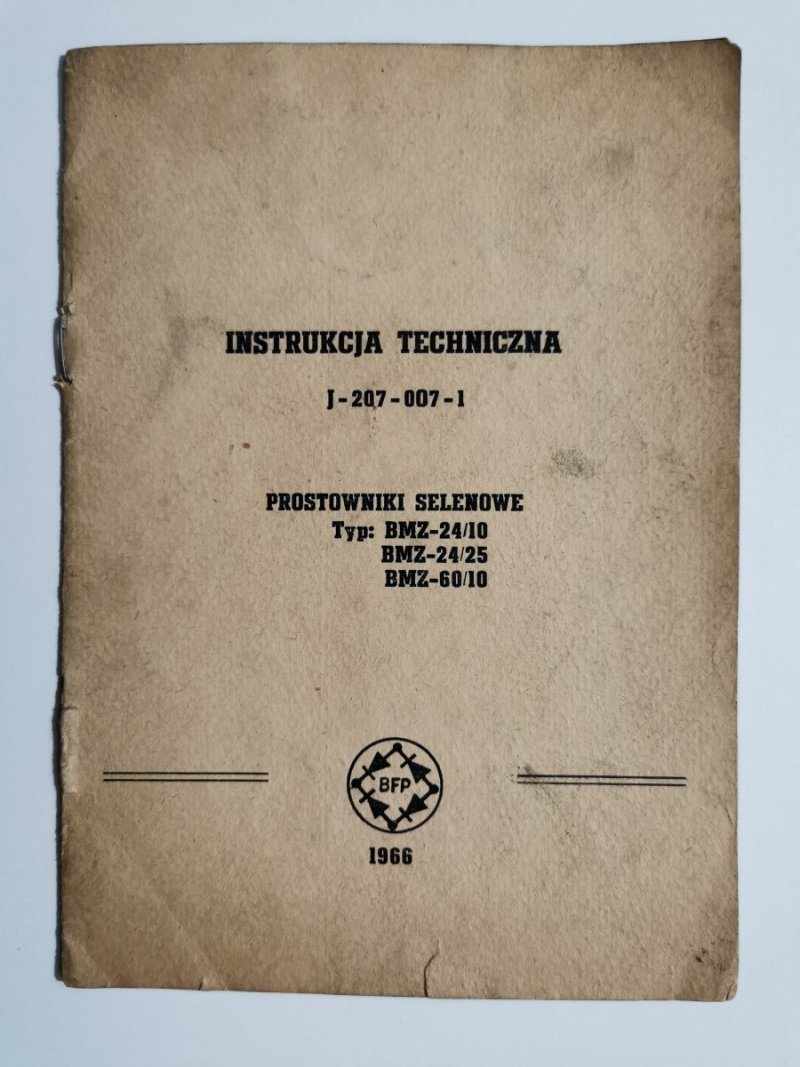 INSTRUKCJA TECHNICZNA
J-207-007-1
PROSTOWNIKI SELENOWE
Typ: BMZ-24/10
BMZ-24/25
BMZ-60/10
BFP
1966